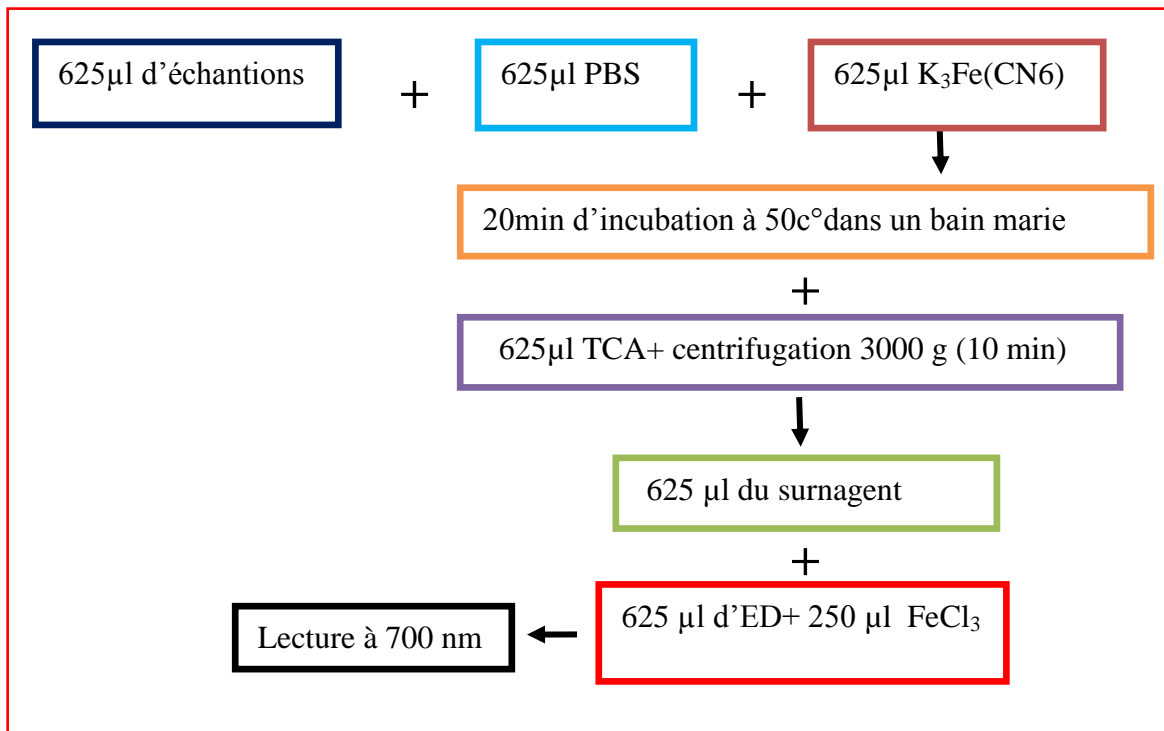 625µl d’échantions + 625µl PBS + 625µl K₃Fe(CN6)
20min d’incubation à 50c°dans un bain marie
+
625µl TCA+ centrifugation 3000 g (10 min)
625 µl du surnagent
+
625 µl d’ED+ 250 µl FeCl₃
Lecture à 700 nm